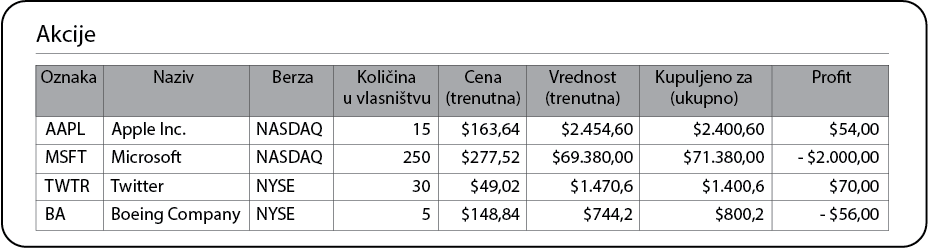 Akcije
Oznaka Naziv Berza Količina u vlasništvu Cena (trenutna) Vrednost (trenutna) Kupuljeno za (ukupno) Profit
AAPL Apple Inc. NASDAQ 15 $163,64 $2.454,60 $2.400,60 $54,00
MSFT Microsoft NASDAQ 250 $277,52 $69.380,00 $71.380,00 - $2.000,00
TWTR Twitter NYSE 30 $49,02 $1.470,6 $1.400,6 $70,00
BA Boeing Company NYSE 5 $148,84 $744,2 $800,2 - $56,00